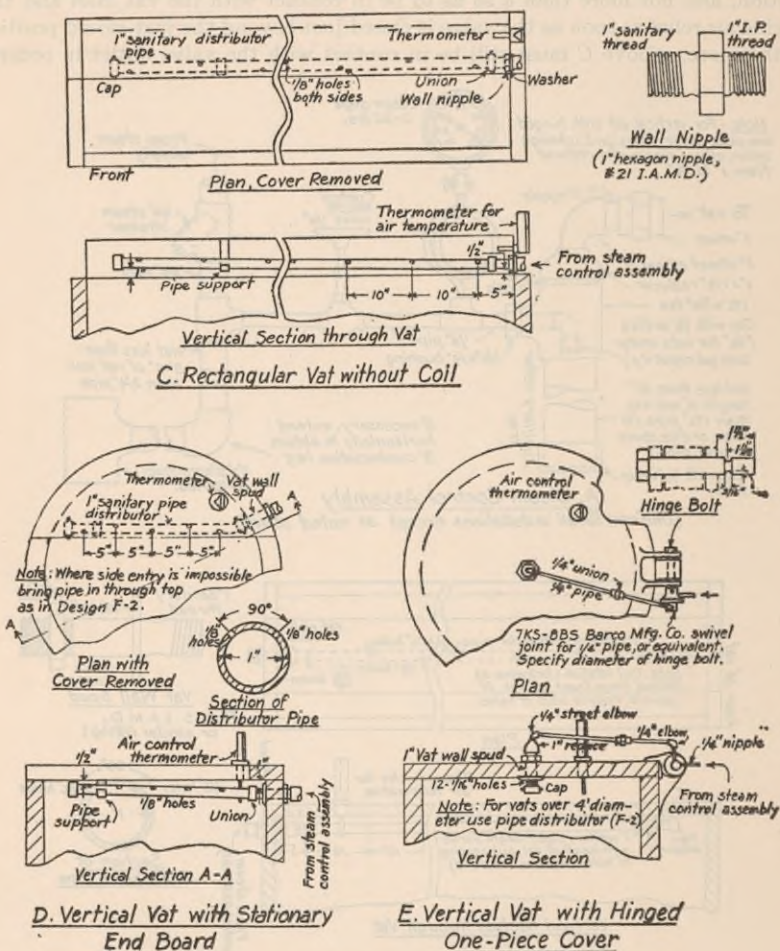 1" sanitary distributor
pipe
Thermometer
Cap
1/8" holes
both sides
Union
Wall nipple
Washer
Front
Plan, Cover Removed
1" sanitary
thread
1" I.P.
thread
Wall Nipple
(1" hexagon nipple,
#21 I.A.M.D.)
Thermometer for
air temperature
1/2"
1"
Pipe support
10"
10"
5"
From steam
control assembly
Vertical Section through Vat
C. Rectangular Vat without Coil
Thermometer
Vat wall
spud
A
1" sanitary pipe
distributor
5"
5"
5"
5"
Note: Where side entry is impossible
bring pipe in through top
as in Design F-2.
A
Plan with
Cover Removed
90°
1/8"
holes
1/8" holes
1"
Section of
Distributor Pipe
Air control
thermometer
1/2"
1"
1/8" holes
Pipe
support
Union
From steam
control assembly
Vertical Section A-A
D. Vertical Vat with Stationary
End Board
Air control
thermometer
Hinge Bolt
1/4" union
1/4" pipe
7KS-8BS Barco Mfg. Co. swivel
joint for 1/4" pipe, or equivalent.
Specify diameter of hinge bolt.
Plan
1/4" street elbow
1/4" elbow
1" reduce
1" Vat wall spud
1/4" nipple
12-1/16" holes
Cap
Note: For vats over 4' diam-
eter use pipe distributor (F-2)
From steam
control assembly
Vertical Section
E. Vertical Vat with Hinged
One-Piece Cover